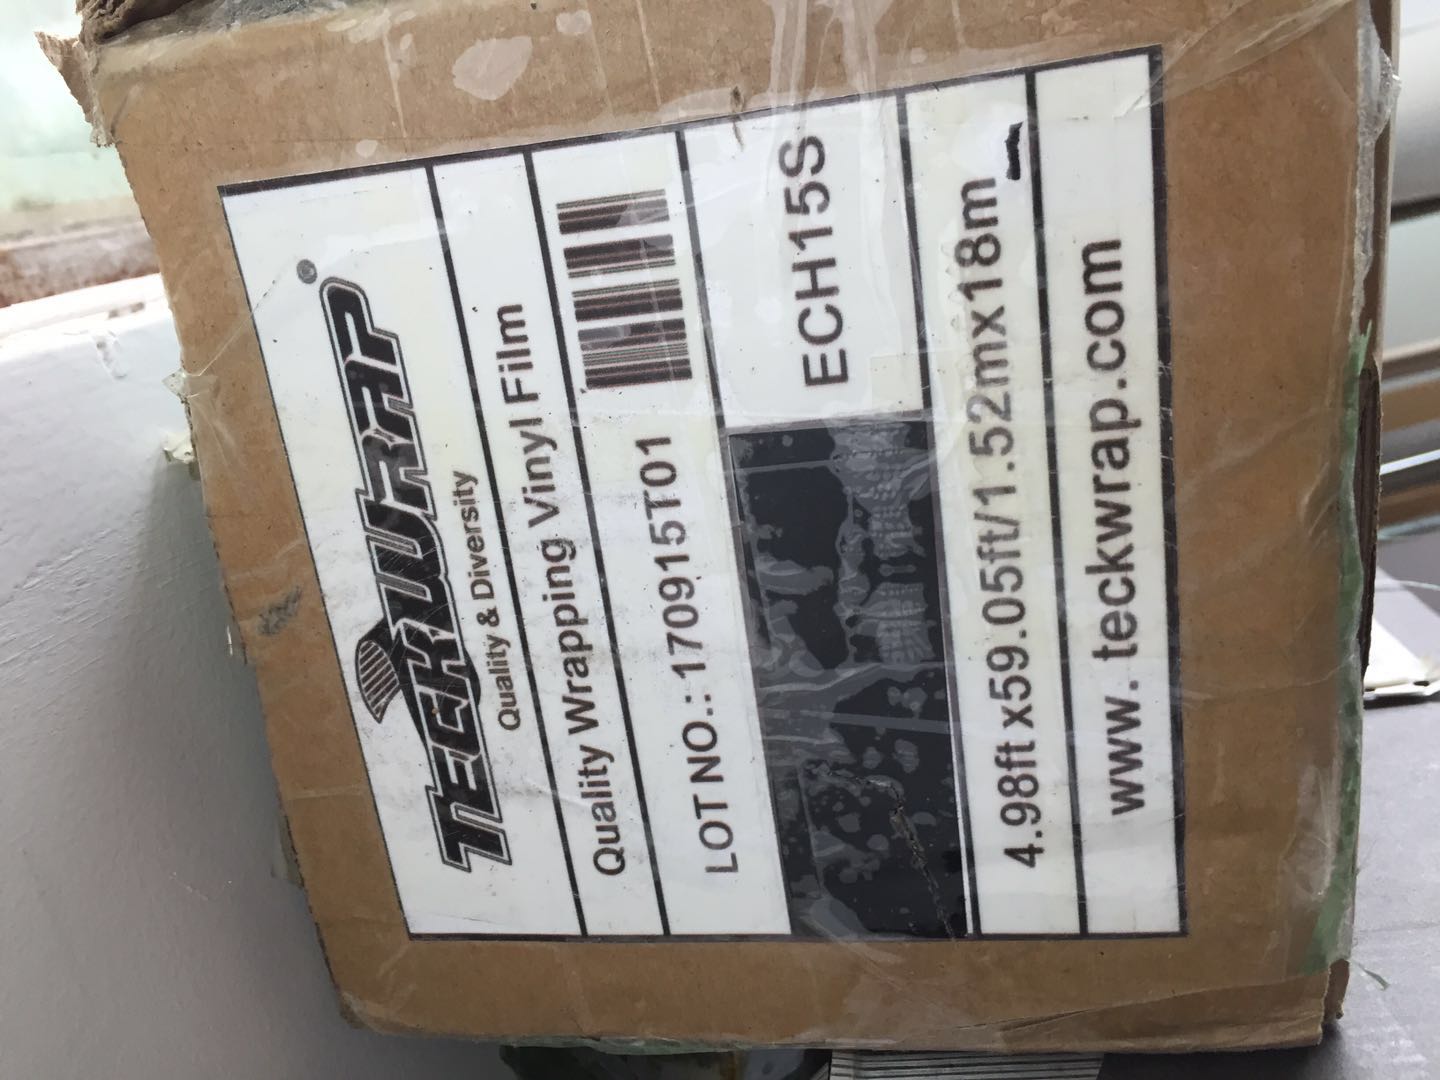 TECKWRAP®
Quality & Diversity
Quality Wrapping Vinyl Film
LOT NO.: 170915T01
ECH15S
4.98ft x59.05ft/1.52mx18m
www.teckwrap.com